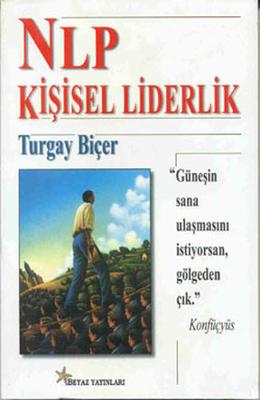 NLP
KİŞİSEL LİDERLİK
Turgay Biçer
“Güneşin
sana
ulaşmasını
istiyorsan,
gölgeden
çık.”
Konfüçyüs
BEYAZ YAYINLARI